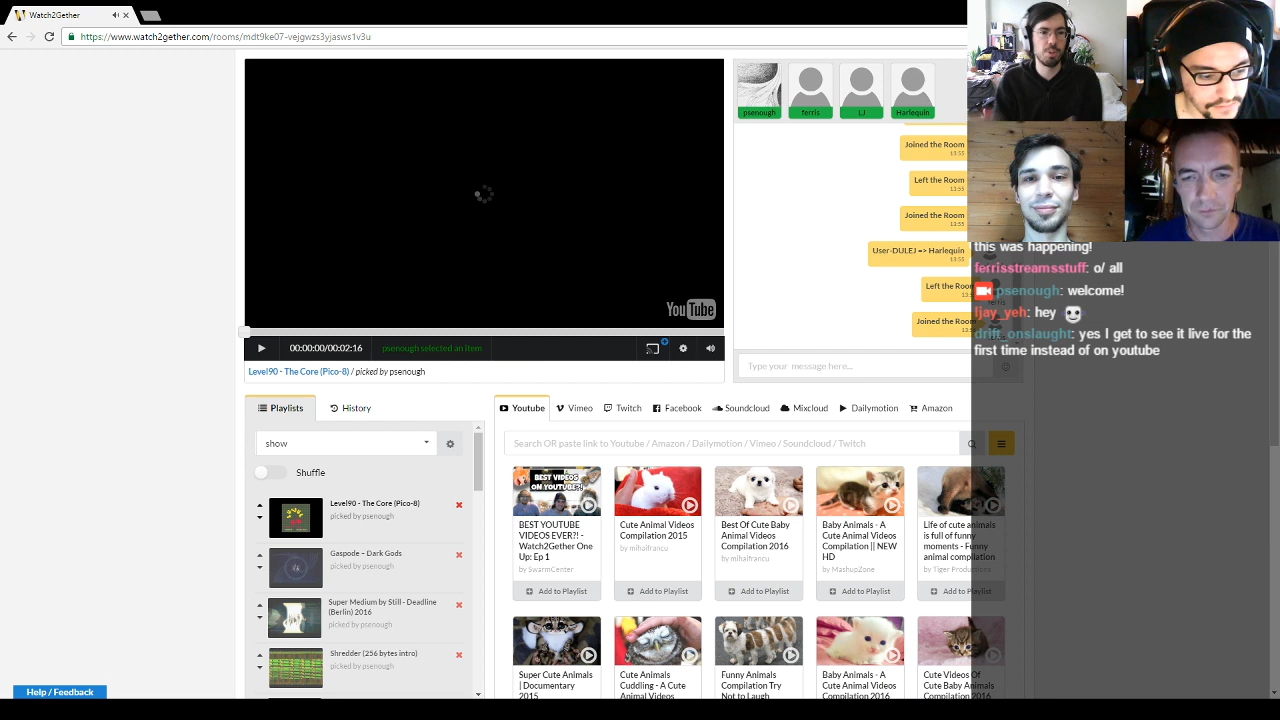 Watch2Gether
https://www.watch2gether.com/rooms/mdt9ke07-vejgwzs3yjasws1v3u
psenough
ferris
LJ
Harlequin
Joined the Room
13:55
Left the Room
13:55
Joined the Room
13:55
User-DULEJ => Harlequin
13:55
Left the Room
ferris
Joined the Room
YouTube
00:00:00/00:02:16
psenough selected an item
Level90 - The Core (Pico-8) / picked by psenough
Type your message here...
this was happening!
ferrisstreamsstuff: o/ all
psenough: welcome!
ljay_yeh: hey
drift_onslaught: yes I get to see it live for the
first time instead of on youtube
Playlists
History
show
Shuffle
Level90 - The Core (Pico-8)
picked by psenough
Gaspode – Dark Gods
picked by psenough
Super Medium by Still - Deadline
(Berlin) 2016
picked by psenough
Shredder (256 bytes intro)
picked by psenough
Youtube
Vimeo
Twitch
Facebook
Soundcloud
Mixcloud
Dailymotion
Amazon
Search OR paste link to Youtube / Amazon / Dailymotion / Vimeo / Soundcloud / Twitch
BEST VIDEOS
ON YOUTUBE?!
BEST YOUTUBE
VIDEOS EVER?! -
Watch2Gether One
Up: Ep 1
by SwarmCenter
Add to Playlist
Cute Animal Videos
Compilation 2015
by mihaifrancu
Add to Playlist
Best Of Cute Baby
Animal Videos
Compilation 2016
by mihaifrancu
Add to Playlist
Baby Animals - A
Cute Animal Videos
Compilation || NEW
HD
by MashupZone
Add to Playlist
Life of cute animals
is full of funny
moments - Funny
animal compilation
by Tiger Productions
Add to Playlist
Super Cute Animals
| Documentary
2015
Cute Animals
Cuddling - A Cute
Animal Videos
Funny Animals
Compilation Try
Not to Laugh
Baby Animals - A
Cute Animal Videos
Compilation 2016
Cute Videos Of
Cute Baby Animals
Compilation 2016
Help / Feedback